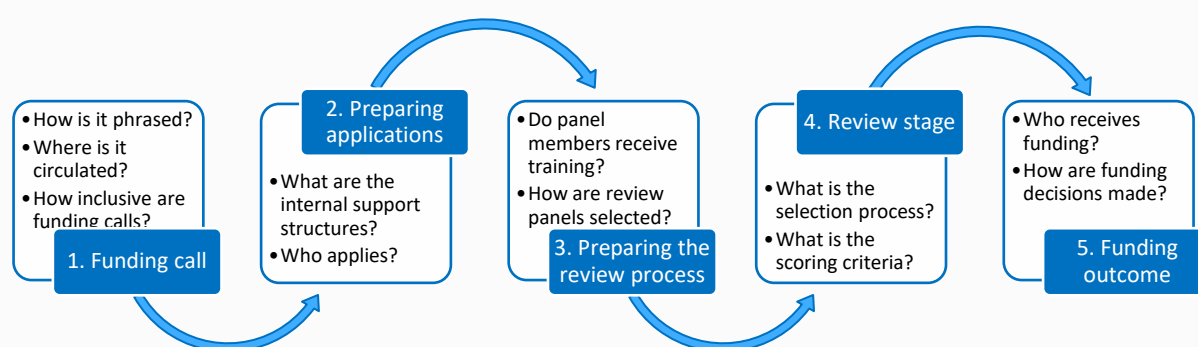 •How is it phrased?
•Where is it
circulated?
•How inclusive are
funding calls?
1. Funding call
2. Preparing
applications
•What are the
internal support
structures?
•Who applies?
•Do panel
members receive
training?
•How are review
panels selected?
3. Preparing the
review process
4. Review stage
•What is the
selection process?
•What is the
scoring criteria?
•Who receives
funding?
•How are funding
decisions made?
5. Funding
outcome